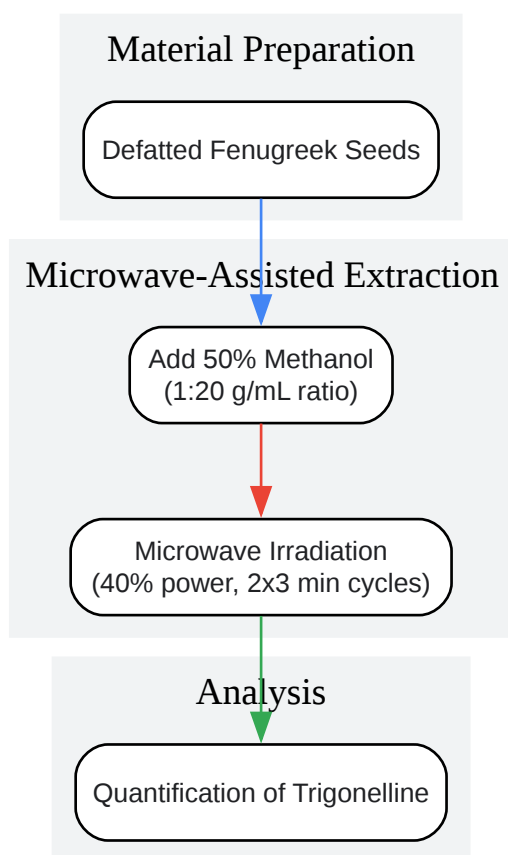 Material Preparation
Defatted Fenugreek Seeds
Microwave-Assisted Extraction
Add 50% Methanol
(1:20 g/mL ratio)
Microwave Irradiation
(40% power, 2x3 min cycles)
Analysis
Quantification of Trigonelline